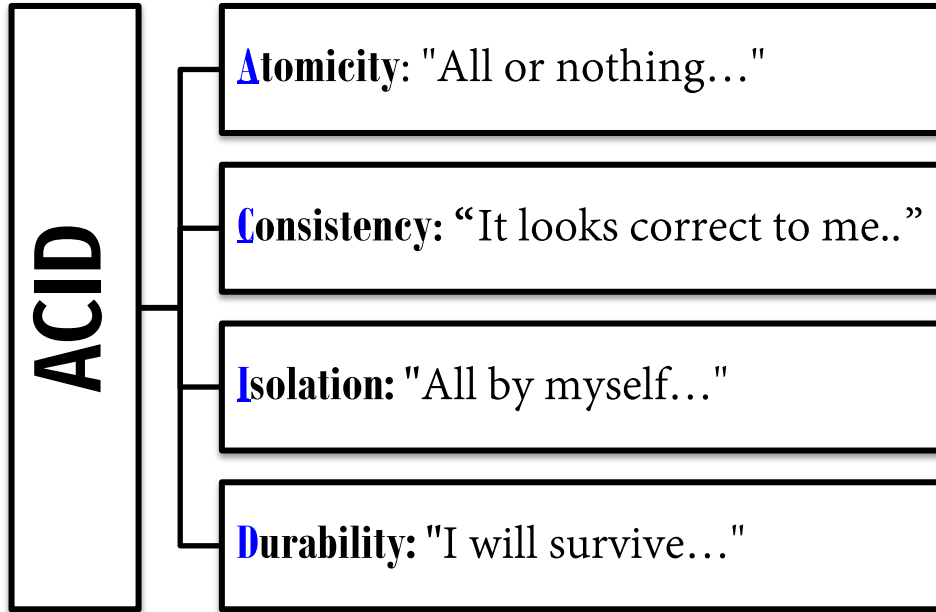 ACID
Atomicity: "All or nothing…"
Consistency: “It looks correct to me..”
Isolation: "All by myself…"
Durability: "I will survive…"